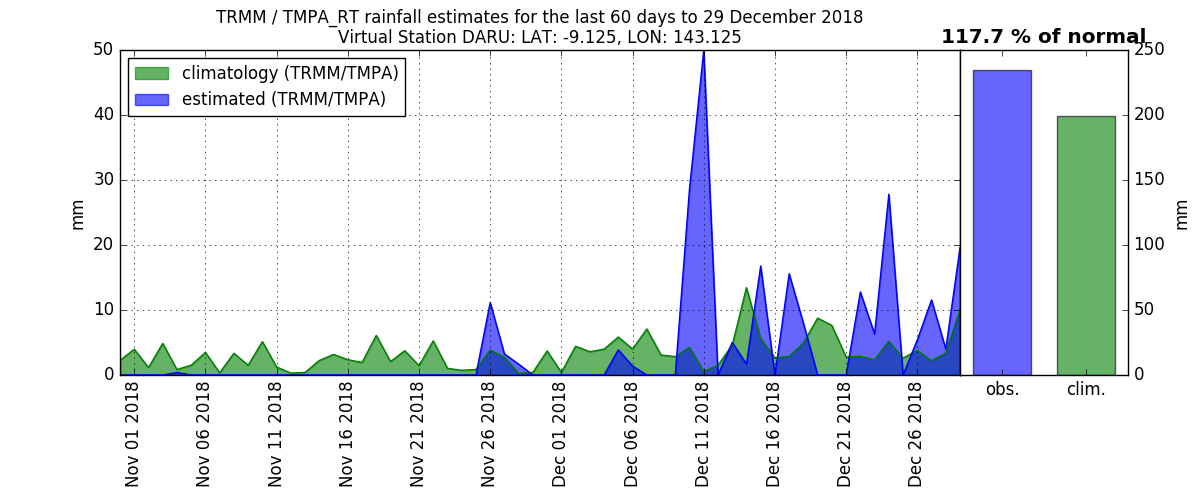 TRMM / TMPA_RT rainfall estimates for the last 60 days to 29 December 2018
Virtual Station DARU: LAT: -9.125, LON: 143.125
117.7 % of normal
climatology (TRMM/TMPA)
estimated (TRMM/TMPA)
50
40
30
20
10
0
mm
Nov 01 2018
Nov 06 2018
Nov 11 2018
Nov 16 2018
Nov 21 2018
Nov 26 2018
Dec 01 2018
Dec 06 2018
Dec 11 2018
Dec 16 2018
Dec 21 2018
Dec 26 2018
obs.
clim.
250
200
150
100
50
0
mm